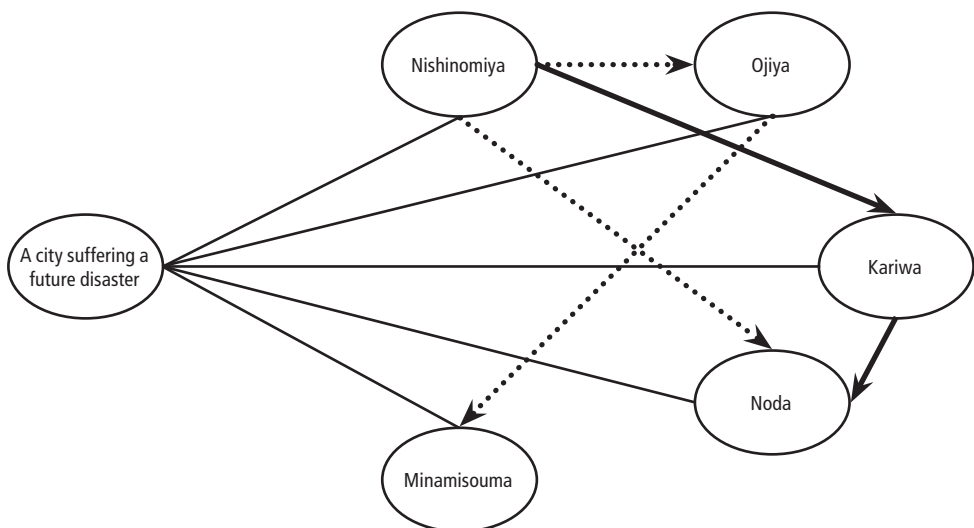 Nishinomiya
Ojiya
A city suffering a
future disaster
Kariwa
Noda
Minamisouma